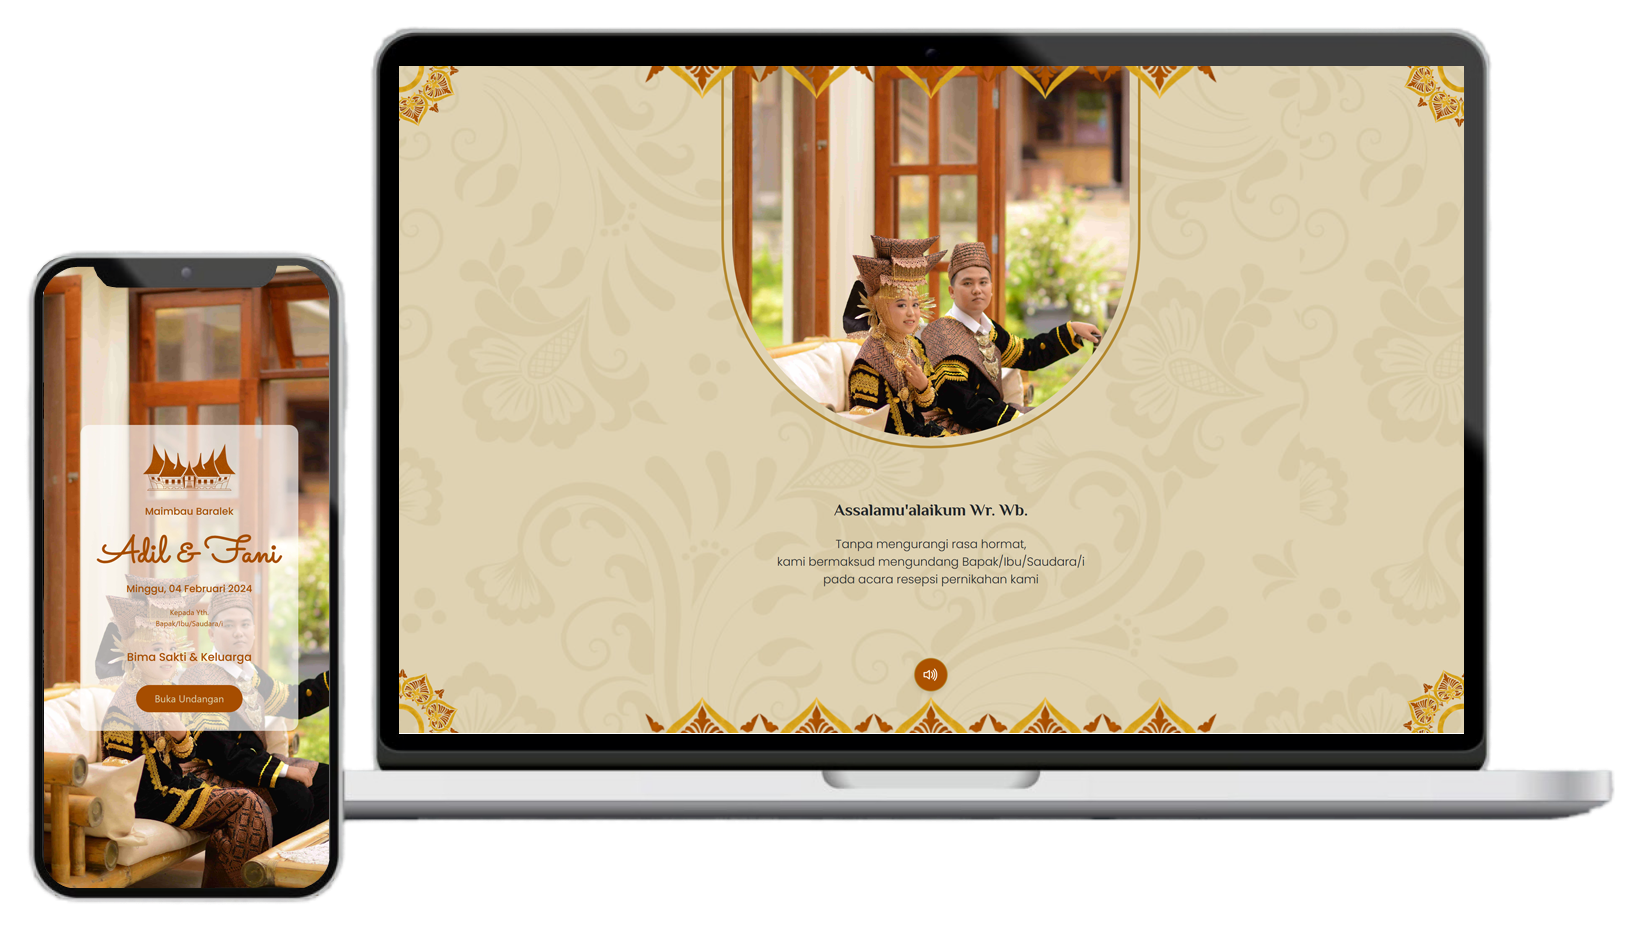 Maimbau Baralek
Adil & Fani
Minggu, 04 Februari 2024
Kepada Yth.
Bapak/Ibu/Saudara/i
Bima Sakti & Keluarga
Buka Undangan
Assalamu'alaikum Wr. Wb.
Tanpa mengurangi rasa hormat,
kami bermaksud mengundang Bapak/Ibu/Saudara/i
pada acara resepsi pernikahan kami